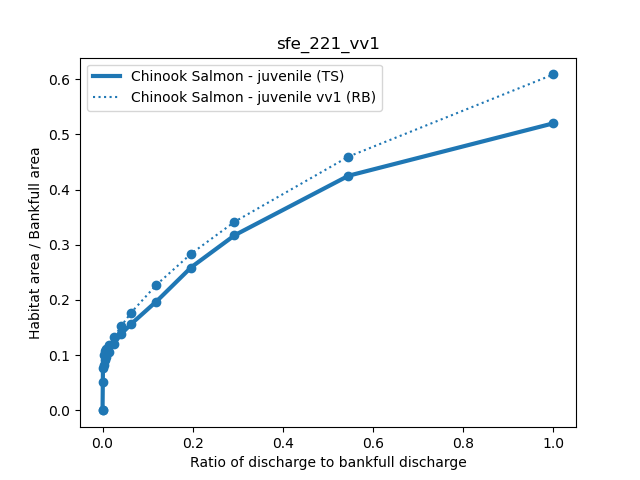 sfe_221_vv1
Chinook Salmon - juvenile (TS)
Chinook Salmon - juvenile vv1 (RB)
Habitat area / Bankfull area
0.6
0.5
0.4
0.3
0.2
0.1
0.0
0.0 0.2 0.4 0.6 0.8 1.0
Ratio of discharge to bankfull discharge